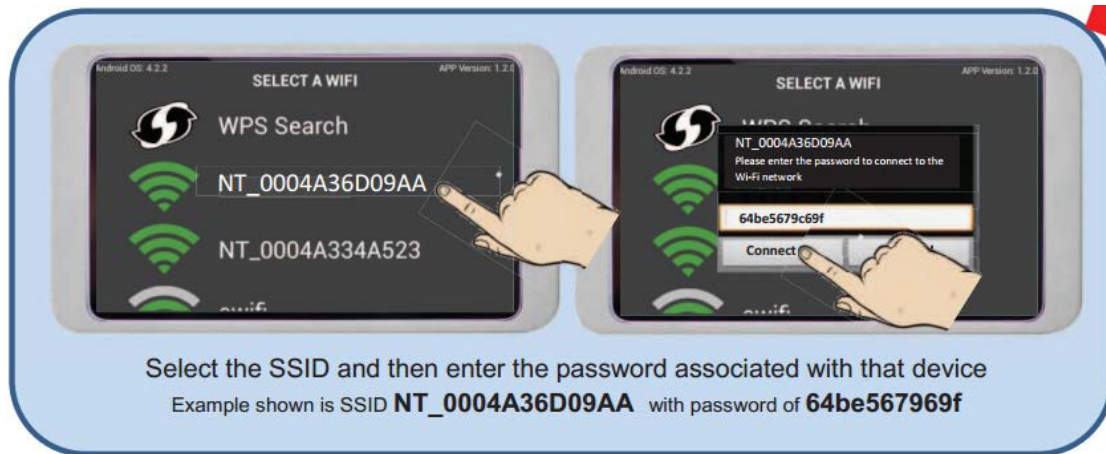 Android OS: 4.2.2
APP Version: 1.2.0
SELECT A WIFI
WPS Search
NT_0004A36D09AA
NT_0004A334A523
Android OS: 4.2.2
APP Version: 1.2.0
SELECT A WIFI
NT_0004A36D09AA
Please enter the password to connect to the
Wi-Fi network
64be5679c69f
Connect
Select the SSID and then enter the password associated with that device
Example shown is SSID NT_0004A36D09AA with password of 64be567969f